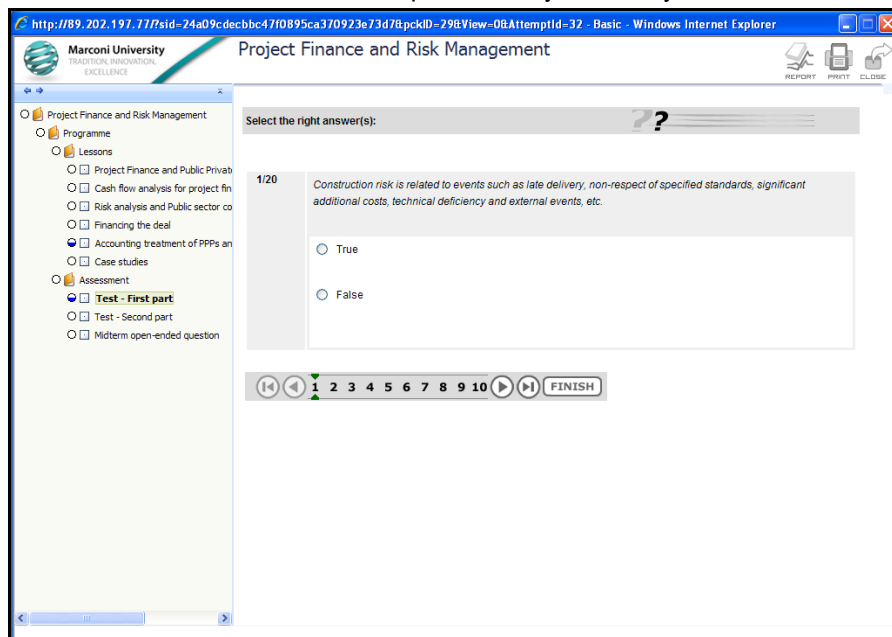 http://89.202.197.77/?sid=24a09cdecbbc47f0895ca370923e73d7&pckID=29&View=0&AttemptId=32 - Basic - Windows Internet Explorer
Marconi University
TRADITION, INNOVATION,
EXCELLENCE
Project Finance and Risk Management
REPORT PRINT CLOSE
Project Finance and Risk Management
Programme
Lessons
Project Finance and Public Privat
Cash flow analysis for project fin
Risk analysis and Public sector co
Financing the deal
Accounting treatment of PPPs an
Case studies
Assessment
Test - First part
Test - Second part
Midterm open-ended question
Select the right answer(s):
??
1/20
Construction risk is related to events such as late delivery, non-respect of specified standards, significant
additional costs, technical deficiency and external events, etc.
True
False
1 2 3 4 5 6 7 8 9 10 FINISH